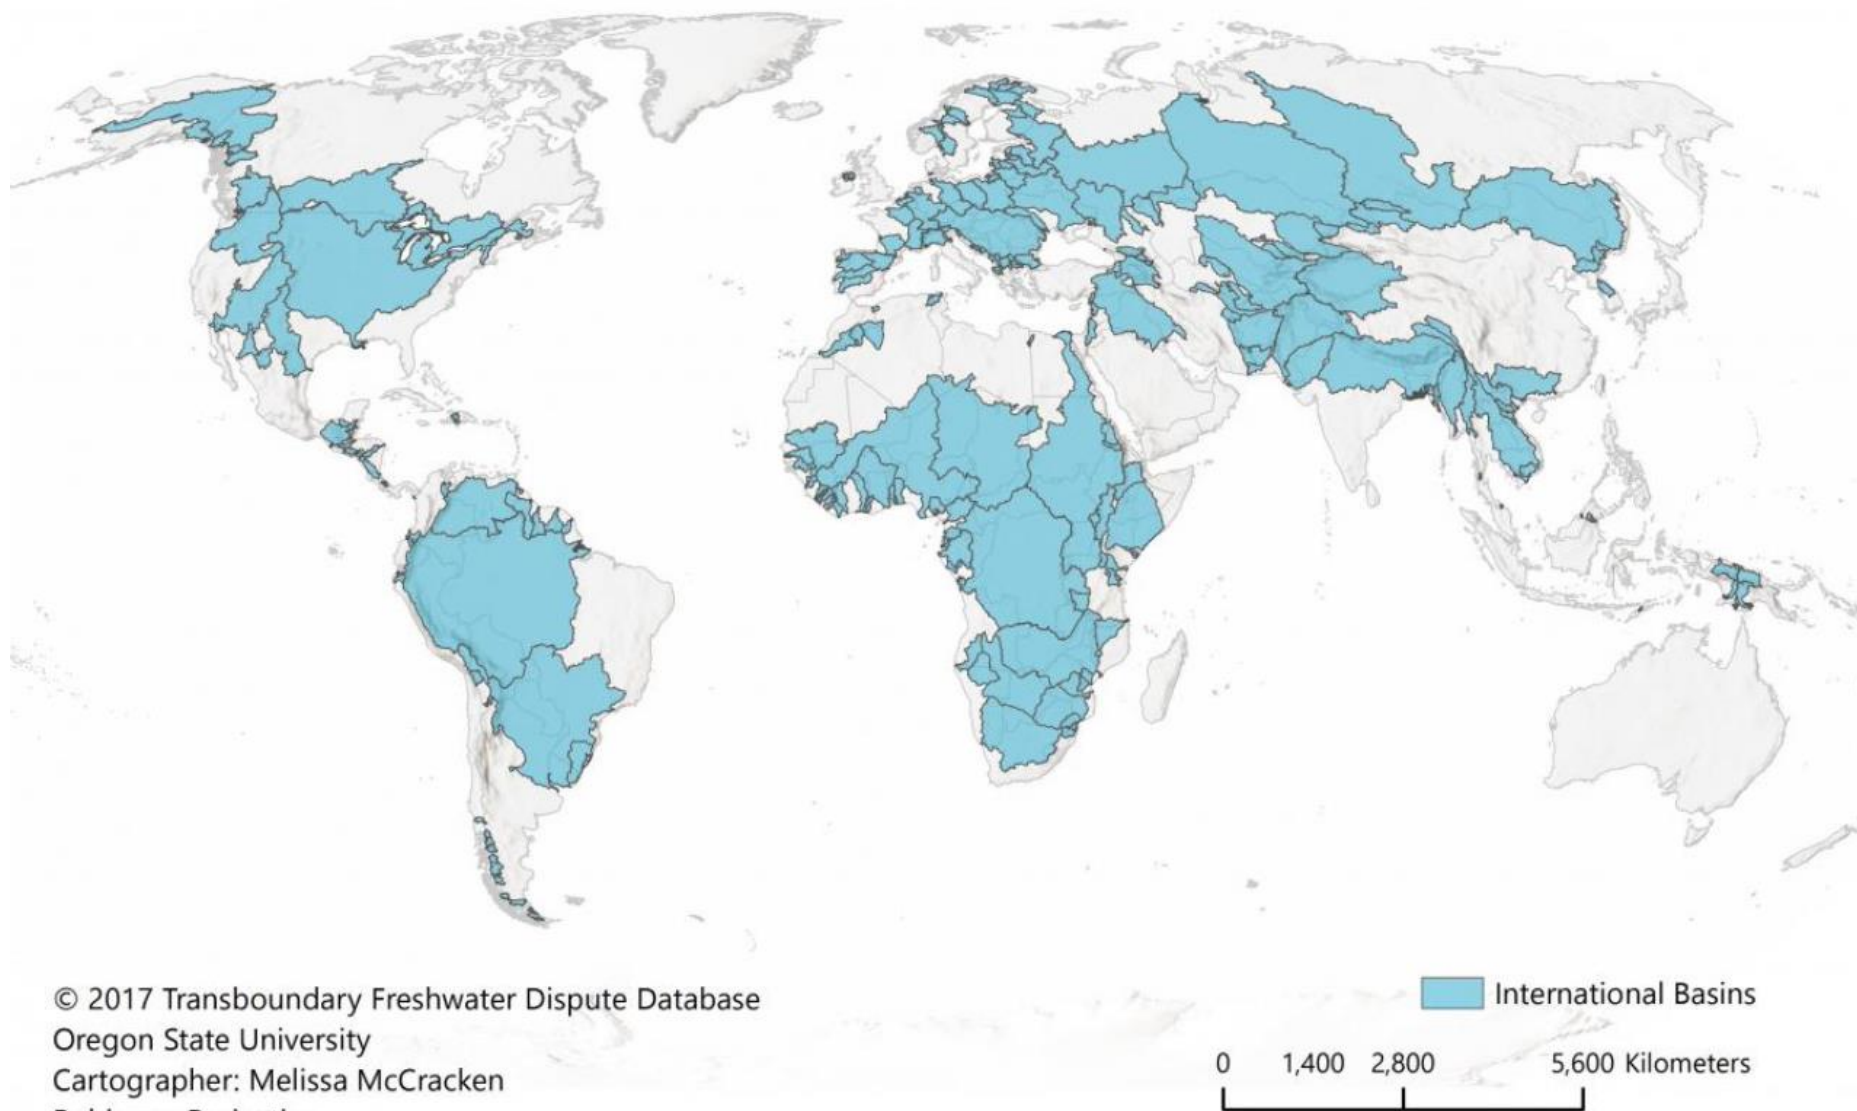 © 2017 Transboundary Freshwater Dispute Database
Oregon State University
Cartographer: Melissa McCracken
International Basins
0 1,400 2,800 5,600 Kilometers